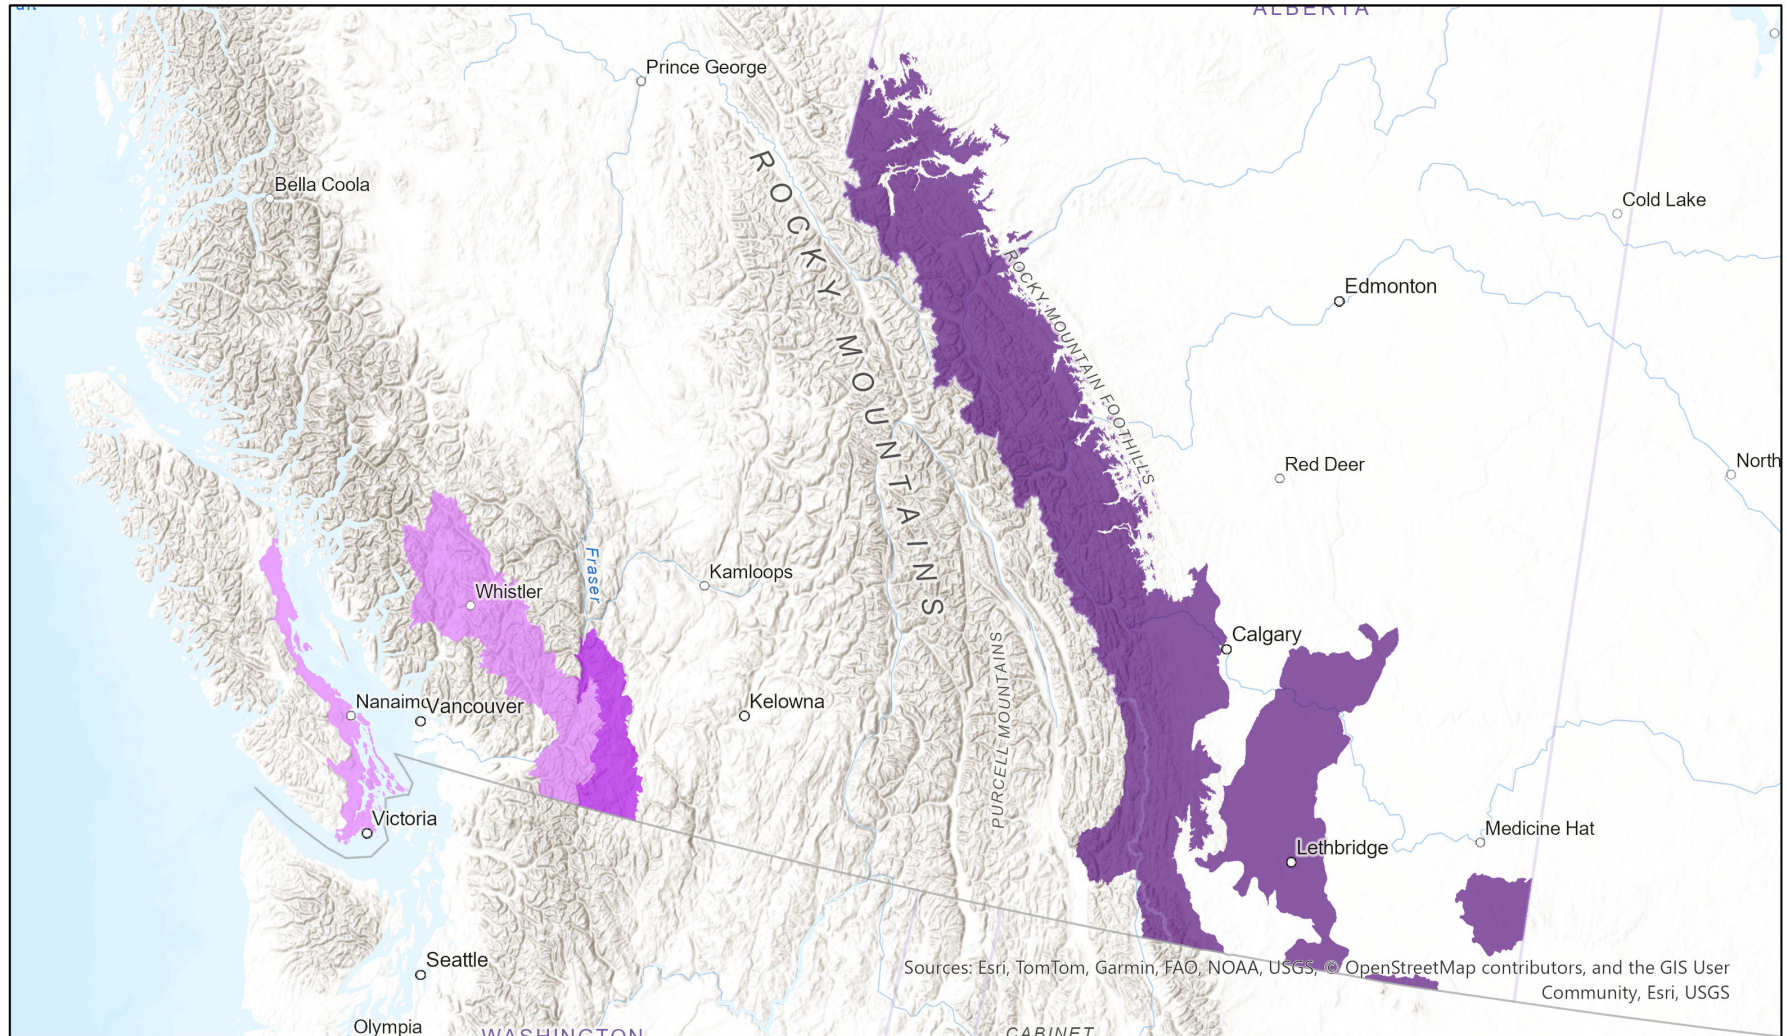 ALBERTA
Prince George
Bella Coola
Cold Lake
ROCKY MOUNTAINS
ROCKY MOUNTAIN FOOTHILLS
Edmonton
Red Deer
North
Fraser
Kamloops
Whistler
Calgary
PURCELL MOUNTAINS
Nanaimo
Vancouver
Kelowna
Victoria
Medicine Hat
Lethbridge
Seattle
Sources: Esri, TomTom, Garmin, FAO, NOAA, USGS, © OpenStreetMap contributors, and the GIS User
Community, Esri, USGS
Olympia
WASHINGTON
CABINET